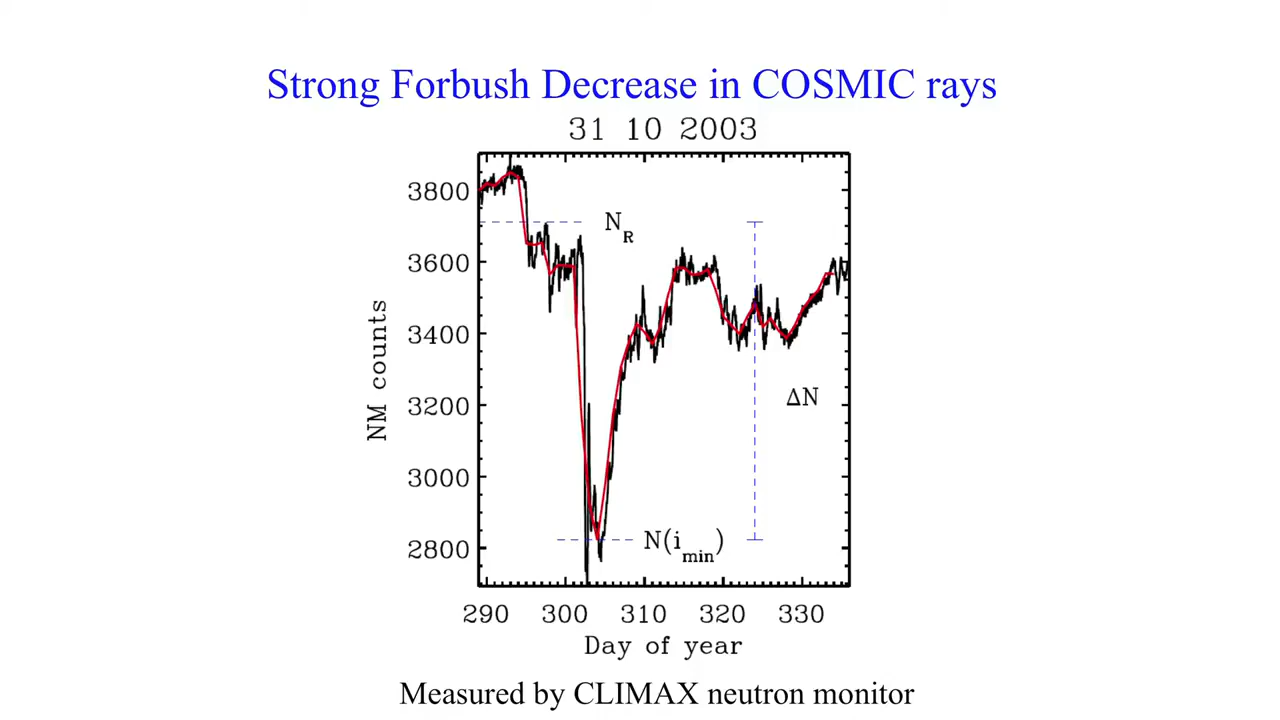 Strong Forbush Decrease in COSMIC rays
31 10 2003
3800
3600
3400
3200
3000
2800
NM counts
N_R
ΔN
N(i_min)
290 300 310 320 330
Day of year
Measured by CLIMAX neutron monitor